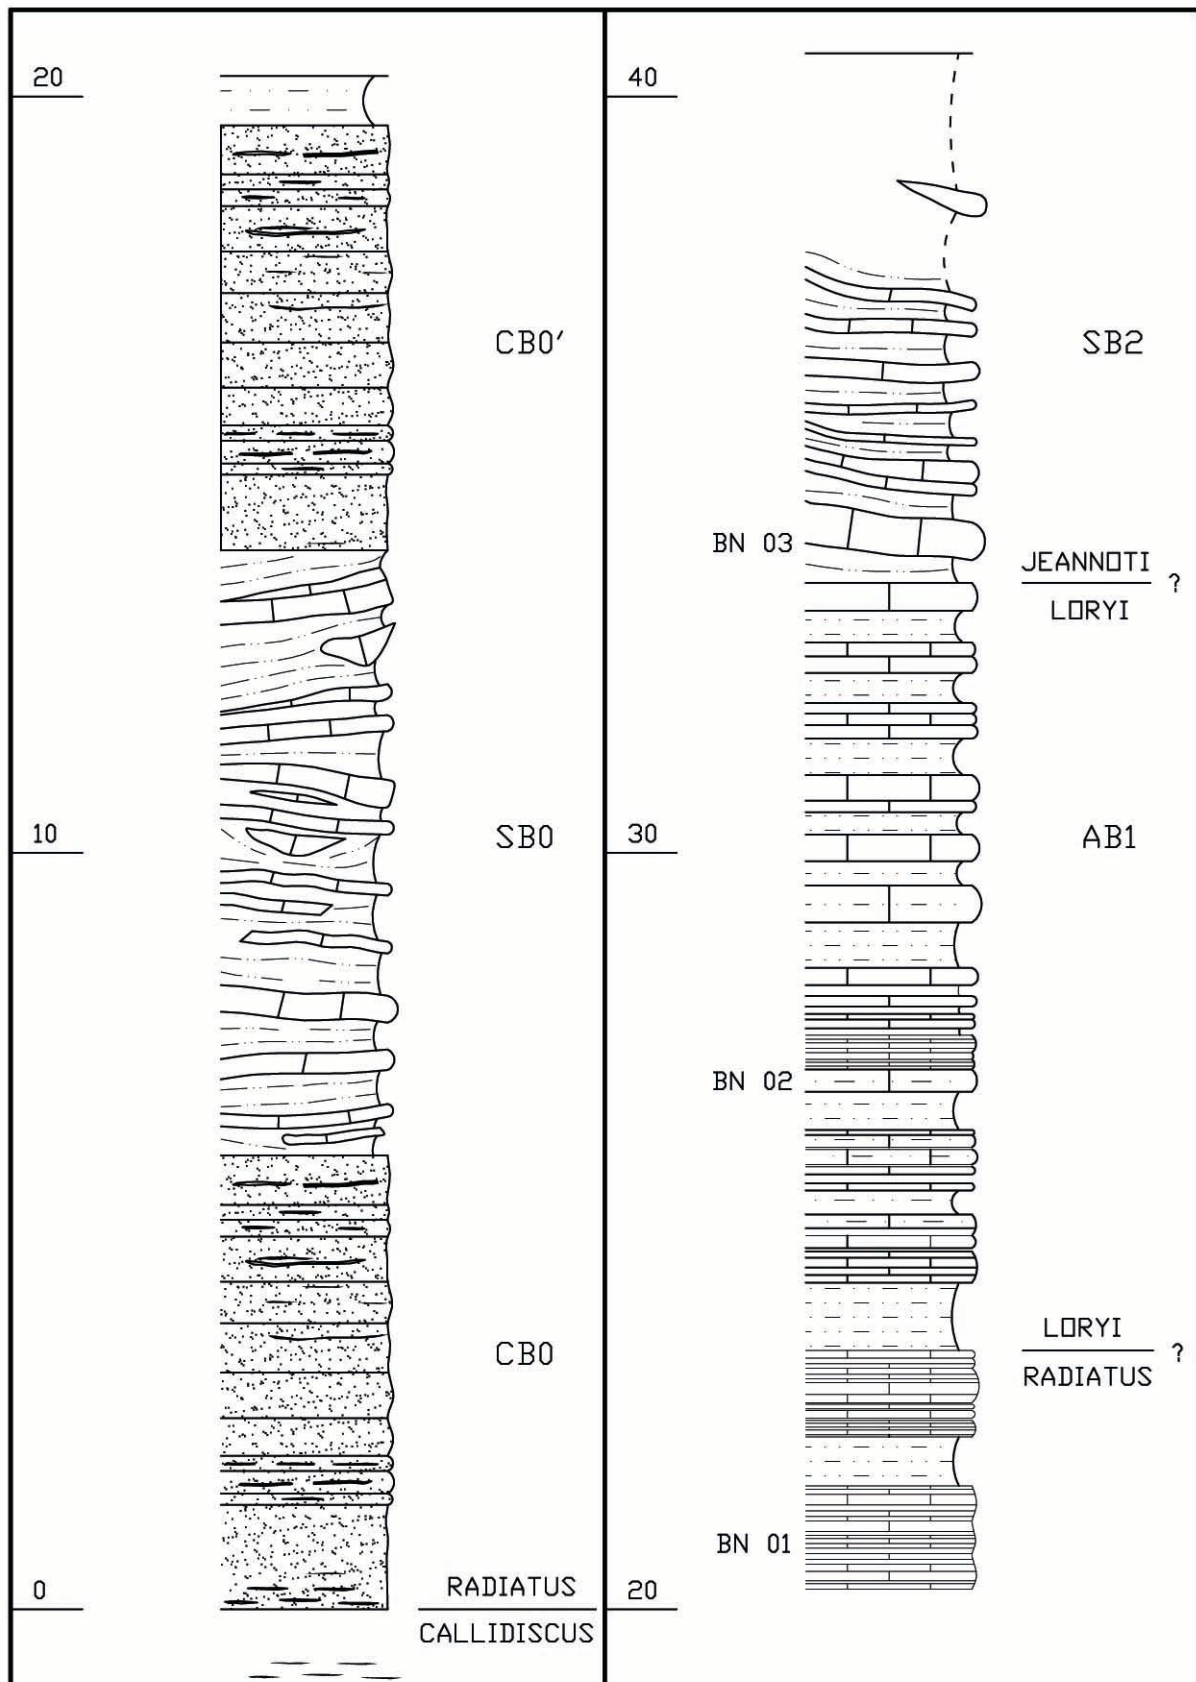 20
CB0'
10
SB0
CB0
0
RADIATUS
CALLIDISCUS
40
SB2
BN 03
JEANNOTI
?
LORYI
30
AB1
BN 02
LORYI
?
RADIATUS
BN 01
20